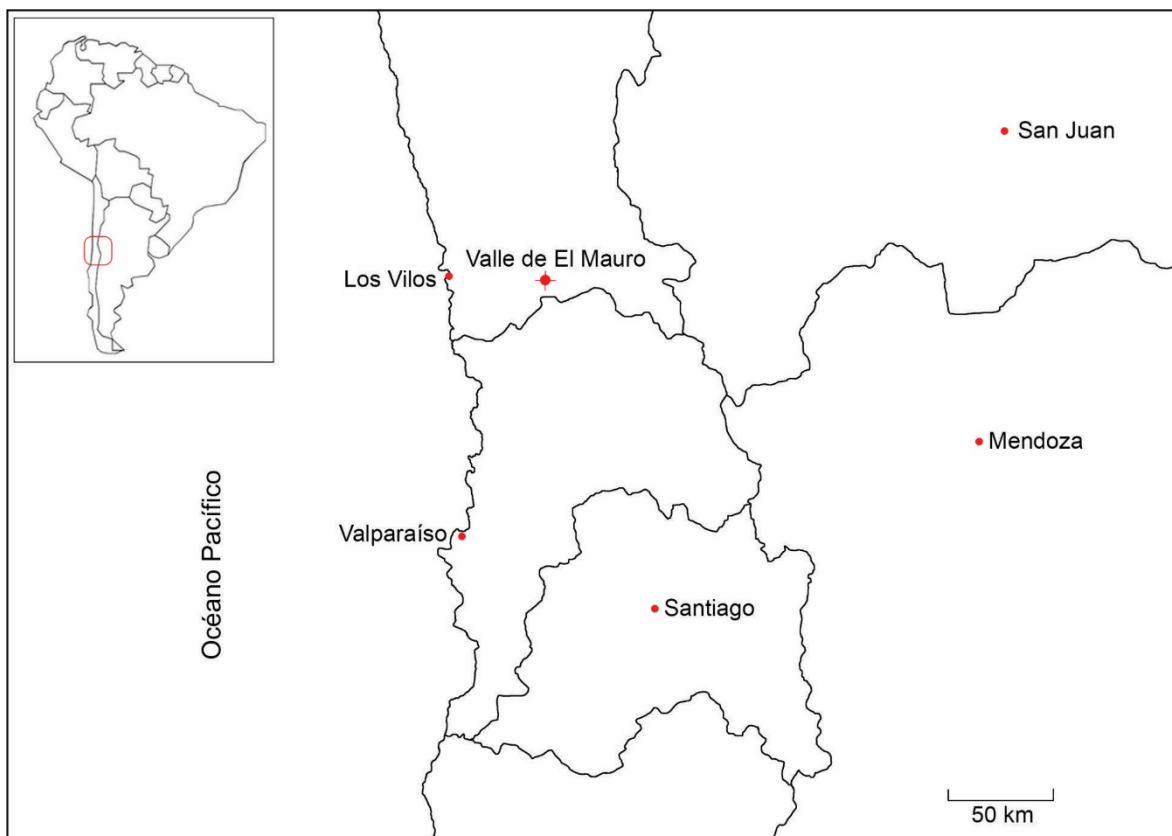 San Juan
Valle de El Mauro
Los Vilos
Mendoza
Valparaíso
Océano Pacífico
Santiago
50 km